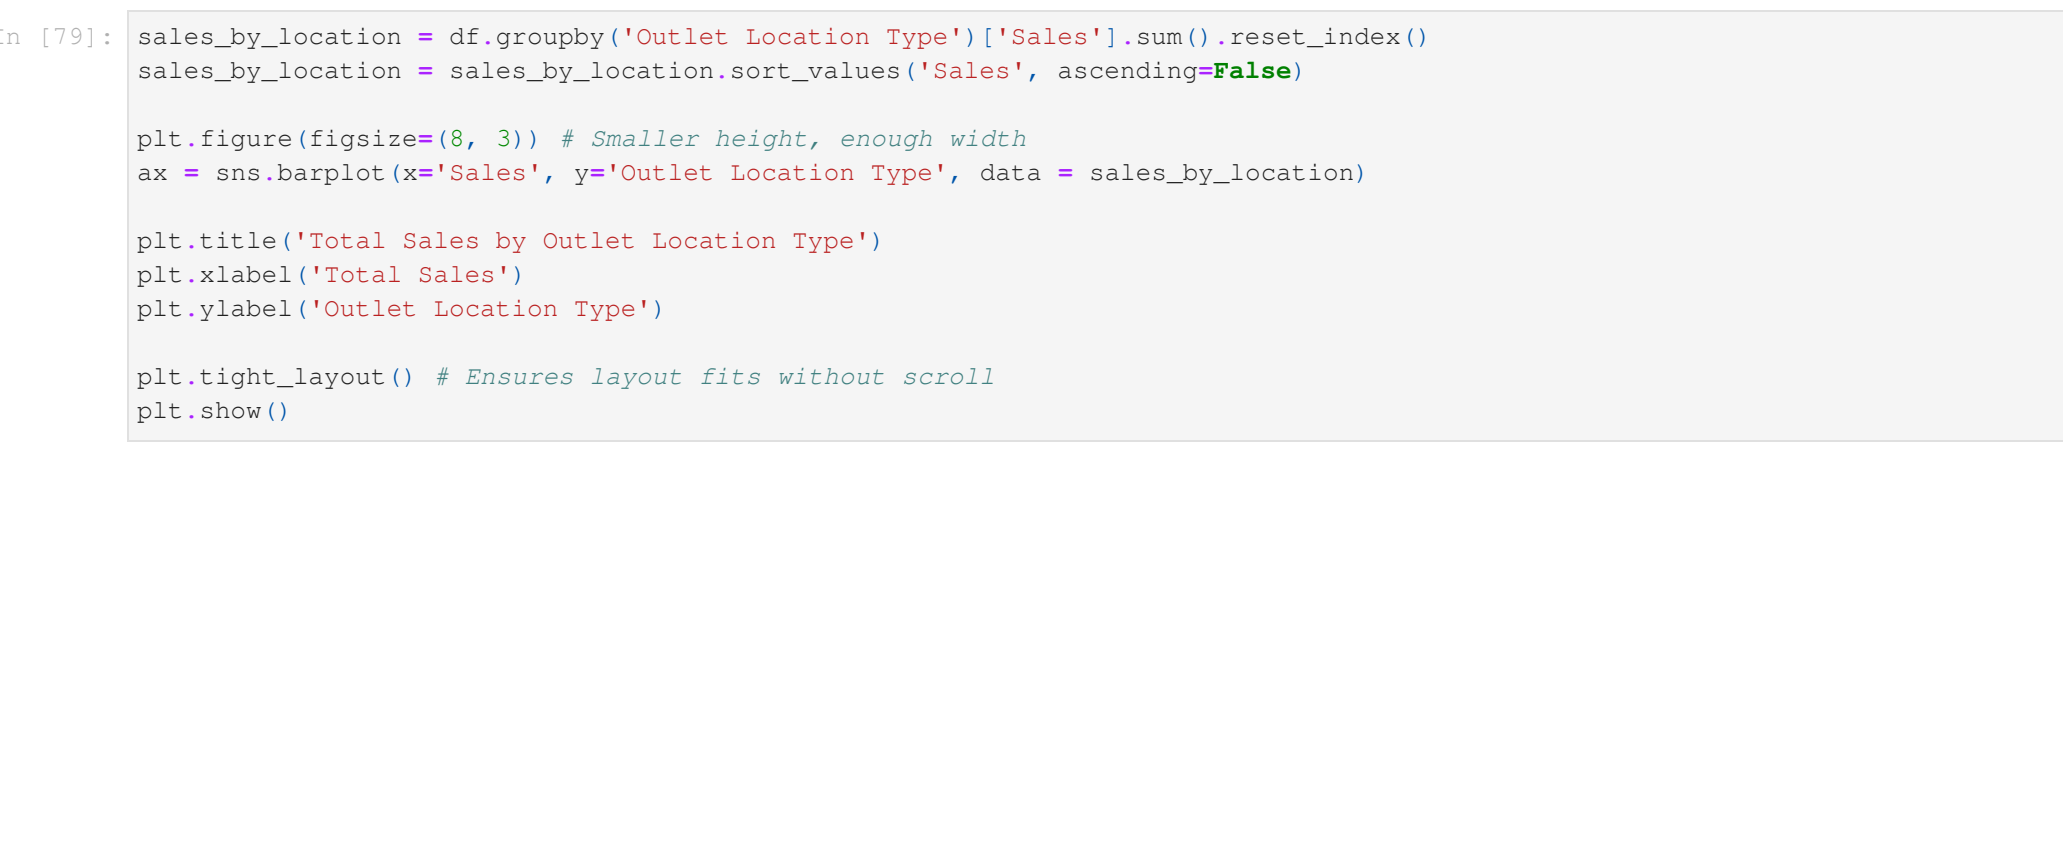 In [79]:
sales_by_location = df.groupby('Outlet Location Type')['Sales'].sum().reset_index()
sales_by_location = sales_by_location.sort_values('Sales', ascending=False)
plt.figure(figsize=(8, 3)) # Smaller height, enough width
ax = sns.barplot(x='Sales', y='Outlet Location Type', data = sales_by_location)
plt.title('Total Sales by Outlet Location Type')
plt.xlabel('Total Sales')
plt.ylabel('Outlet Location Type')
plt.tight_layout() # Ensures layout fits without scroll
plt.show()